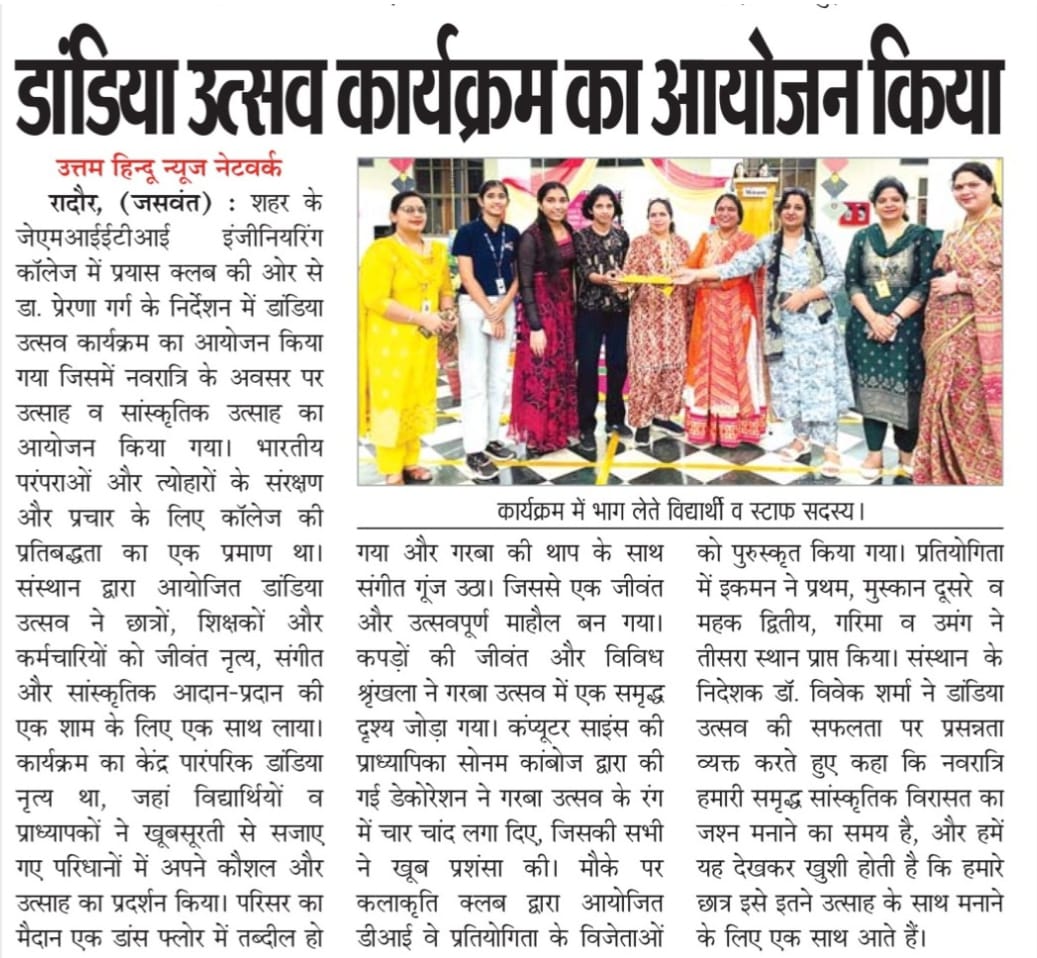 डांडिया उत्सव कार्यक्रम का आयोजन किया
उत्तम हिन्दू न्यूज नेटवर्क
रादौर, (जसवंत) : शहर के
जेएमआईईटीआई इंजीनियरिंग
कॉलेज में प्रयास क्लब की ओर से
डा. प्रेरणा गर्ग के निर्देशन में डांडिया
उत्सव कार्यक्रम का आयोजन किया
गया जिसमें नवरात्रि के अवसर पर
उत्साह व सांस्कृतिक उत्साह का
आयोजन किया गया। भारतीय
परंपराओं और त्योहारों के संरक्षण
और प्रचार के लिए कॉलेज की
प्रतिबद्धता का एक प्रमाण था।
संस्थान द्वारा आयोजित डांडिया
उत्सव ने छात्रों, शिक्षकों और
कर्मचारियों को जीवंत नृत्य, संगीत
और सांस्कृतिक आदान-प्रदान की
एक शाम के लिए एक साथ लाया।
कार्यक्रम का केंद्र पारंपरिक डांडिया
नृत्य था, जहां विद्यार्थियों व
प्राध्यापकों ने खूबसूरती से सजाए
गए परिधानों में अपने कौशल और
उत्साह का प्रदर्शन किया। परिसर का
मैदान एक डांस फ्लोर में तब्दील हो
कार्यक्रम में भाग लेते विद्यार्थी व स्टाफ सदस्य।
गया और गरबा की थाप के साथ
संगीत गूंज उठा। जिससे एक जीवंत
और उत्सवपूर्ण माहौल बन गया।
कपड़ों की जीवंत और विविध
श्रृंखला ने गरबा उत्सव में एक समृद्ध
दृश्य जोड़ा गया। कंप्यूटर साइंस की
प्राध्यापिका सोनम कांबोज द्वारा की
गई डेकोरेशन ने गरबा उत्सव के रंग
में चार चांद लगा दिए, जिसकी सभी
ने खूब प्रशंसा की। मौके पर
कलाकृति क्लब द्वारा आयोजित
डीआई वे प्रतियोगिता के विजेताओं
को पुरुस्कृत किया गया। प्रतियोगिता
में इकमन ने प्रथम, मुस्कान दूसरे व
महक द्वितीय, गरिमा व उमंग ने
तीसरा स्थान प्राप्त किया। संस्थान के
निदेशक डॉ. विवेक शर्मा ने डांडिया
उत्सव की सफलता पर प्रसन्नता
व्यक्त करते हुए कहा कि नवरात्रि
हमारी समृद्ध सांस्कृतिक विरासत का
जश्न मनाने का समय है, और हमें
यह देखकर खुशी होती है कि हमारे
छात्र इसे इतने उत्साह के साथ मनाने
के लिए एक साथ आते हैं।